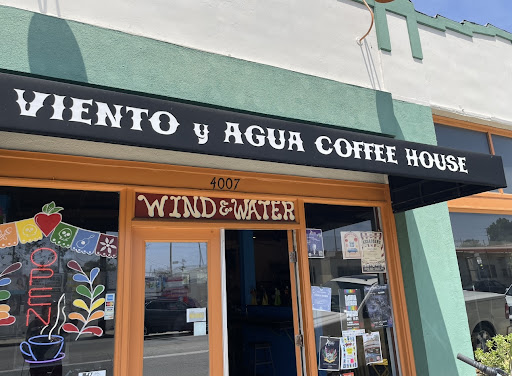 VIENTO y AGUA COFFEE HOUSE
4007
WIND & WATER
OPEN